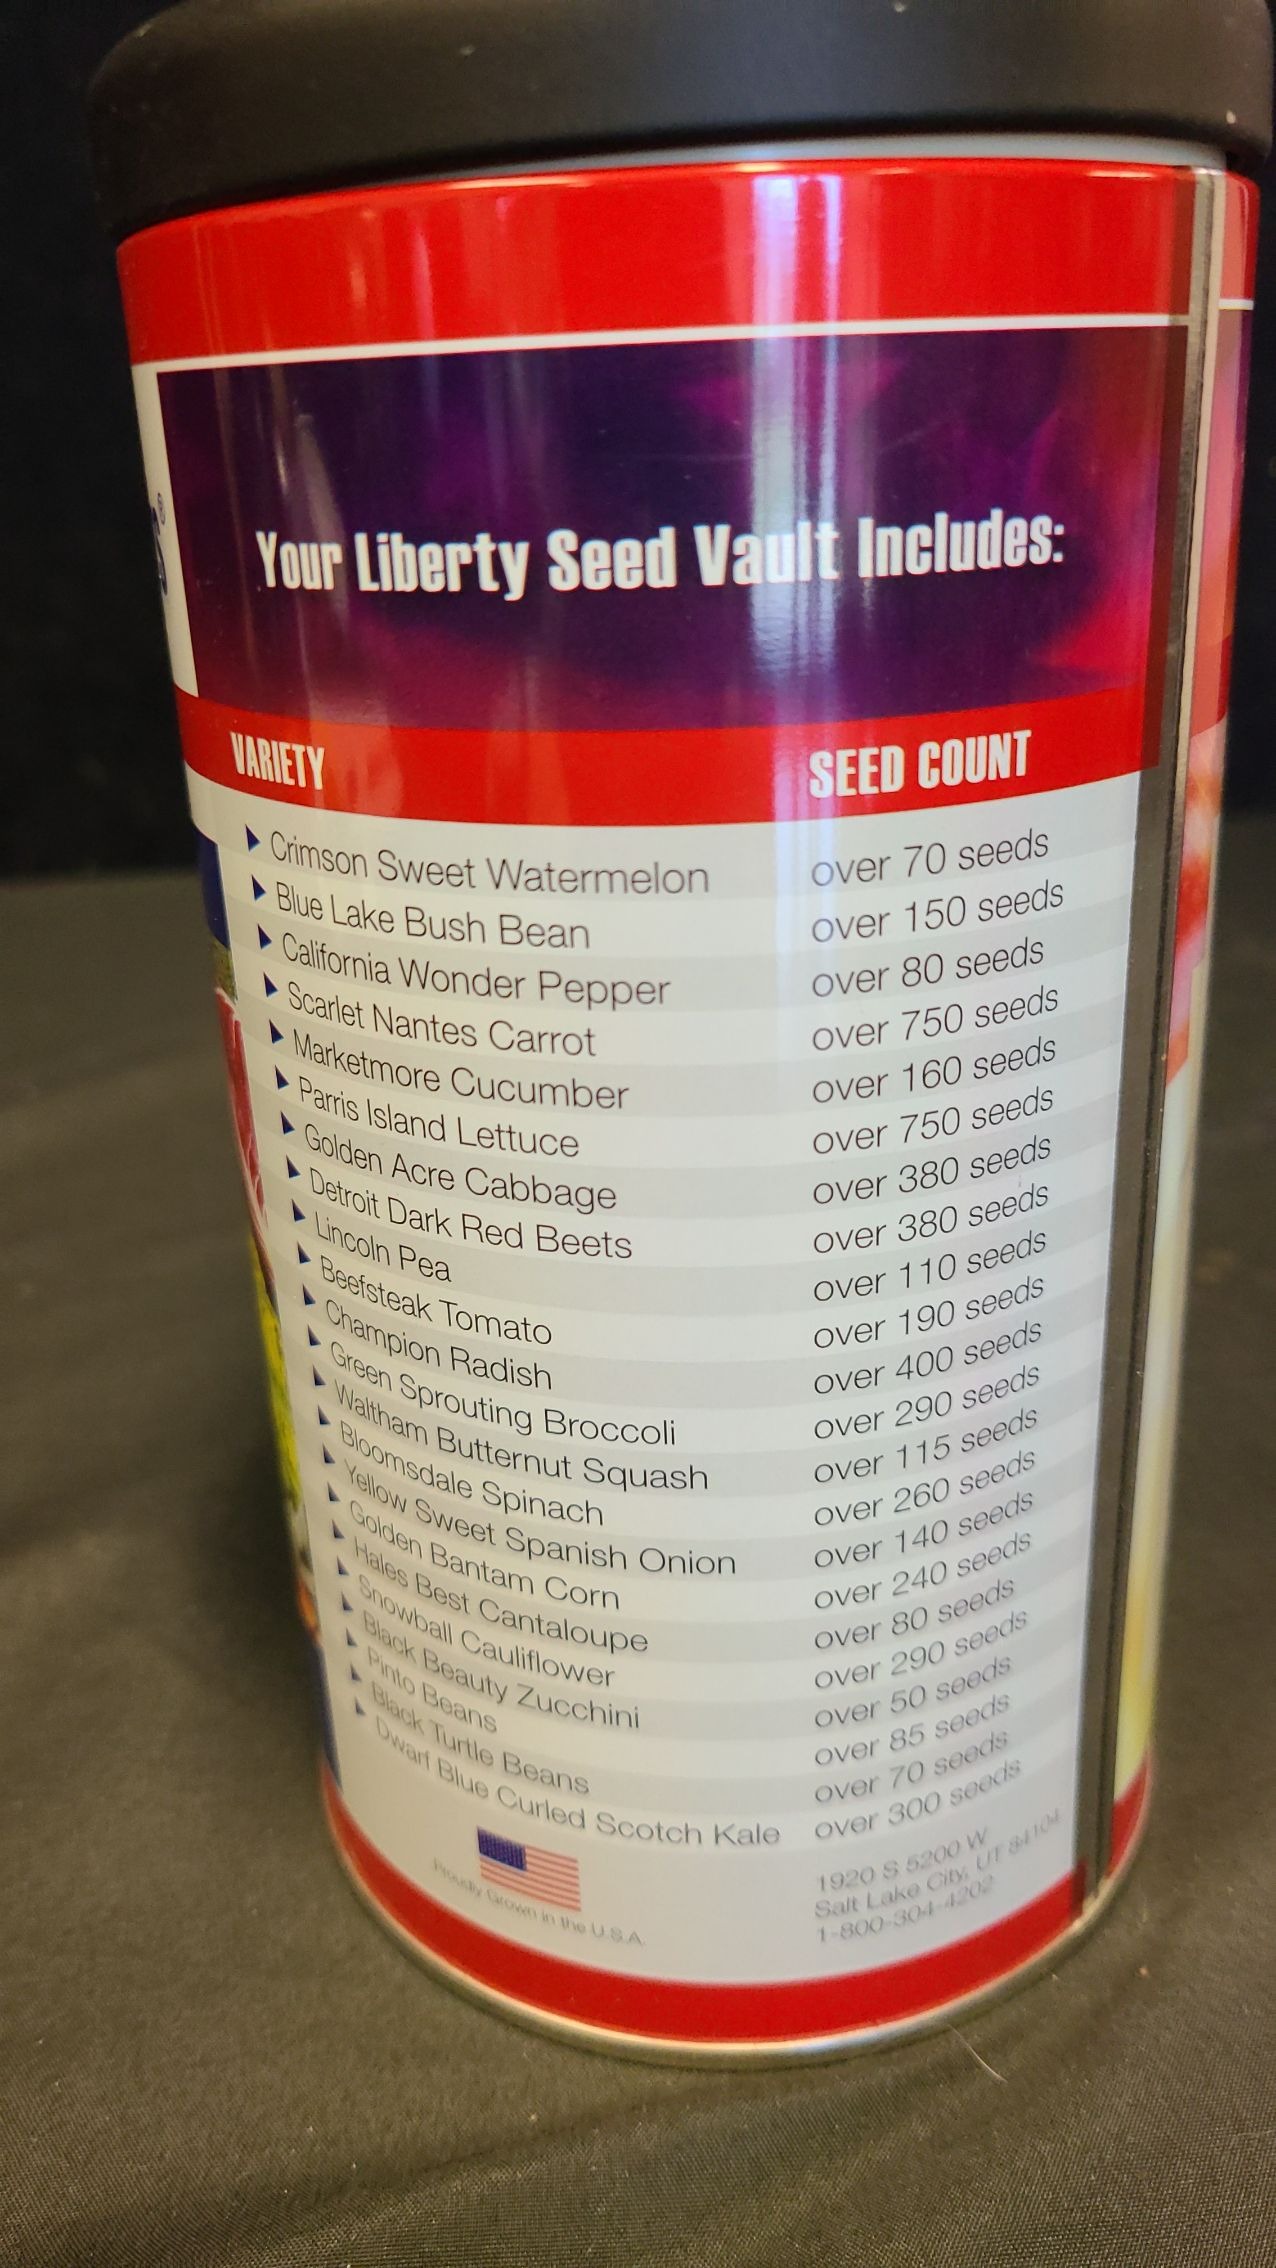 S®
Your Liberty Seed Vault Includes:
VARIETY SEED COUNT
Crimson Sweet Watermelon over 70 seeds
Blue Lake Bush Bean over 150 seeds
California Wonder Pepper over 80 seeds
Scarlet Nantes Carrot over 750 seeds
Marketmore Cucumber over 160 seeds
Parris Island Lettuce over 750 seeds
Golden Acre Cabbage over 380 seeds
Detroit Dark Red Beets over 380 seeds
Lincoln Pea over 110 seeds
Beefsteak Tomato over 190 seeds
Champion Radish over 400 seeds
Green Sprouting Broccoli over 290 seeds
Waltham Butternut Squash over 115 seeds
Bloomsdale Spinach over 260 seeds
Yellow Sweet Spanish Onion over 140 seeds
Golden Bantam Corn over 240 seeds
Hales Best Cantaloupe over 80 seeds
Snowball Cauliflower over 290 seeds
Black Beauty Zucchini over 50 seeds
Pinto Beans over 85 seeds
Black Turtle Beans over 70 seeds
Dwarf Blue Curled Scotch Kale over 300 seeds
Proudly Grown in the U.S.A.
1920 S 5200 W
Salt Lake City, UT 84104
1-800-304-4202